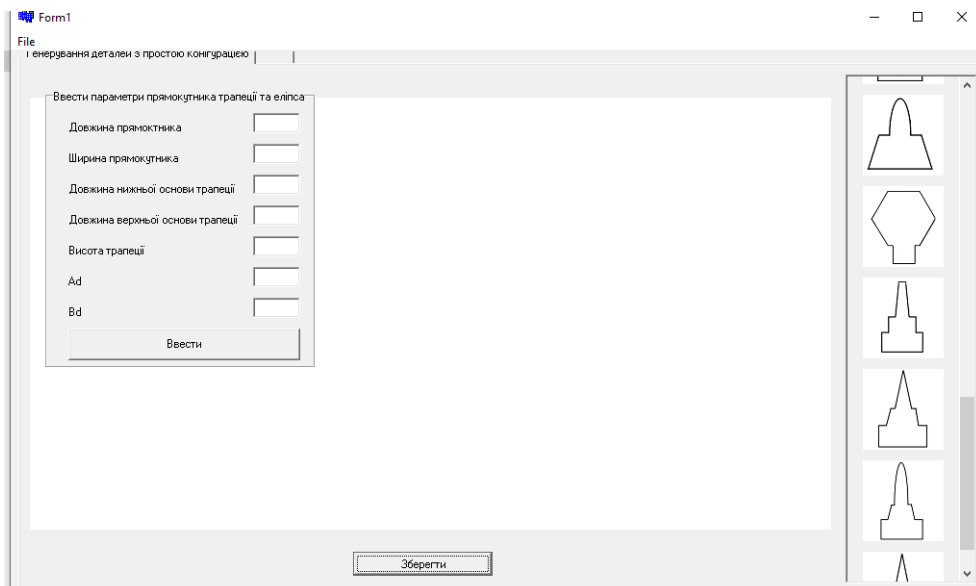 Form1
File
Генерування деталей з простою конігурацією
Ввести параметри прямокутника трапеції та еліпса
Довжина прямоктника
Ширина прямокутника
Довжина нижньої основи трапеції
Довжина верхньої основи трапеції
Висота трапеції
Ad
Bd
Ввести
Зберегти